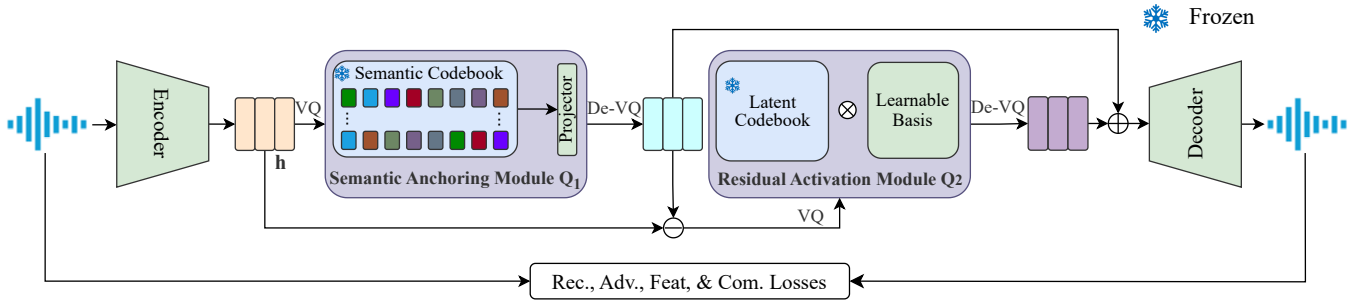 Frozen
Encoder
h
VQ
Semantic Codebook
Projector
Semantic Anchoring Module Q1
De-VQ
Latent
Codebook
⊗
Learnable
Basis
Residual Activation Module Q2
VQ
De-VQ
Decoder
Rec., Adv., Feat, & Com. Losses